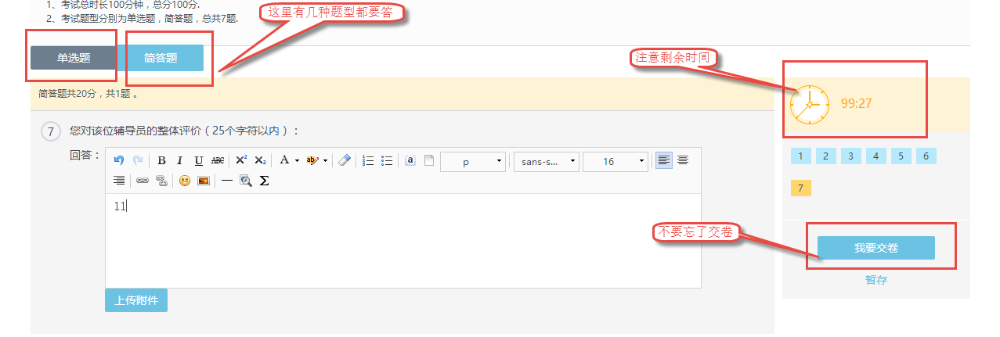 1、考试总时长100分钟，总分100分.
2、考试题型分别为单选题，简答题，总共7题.
这里有几种题型都要答
单选题
简答题
注意剩余时间
简答题共20分，共1题 。
99:27
7
您对该位辅导员的整体评价（25个字符以内）：
回答：
B I U ABC X² X₂ A ab a p sans-s... 16
Σ
11
1 2 3 4 5 6
7
不要忘了交卷
我要交卷
暂存
上传附件